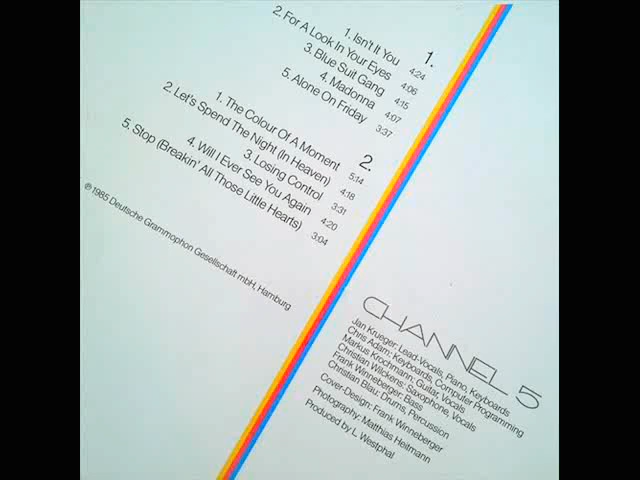 1.
1. Isn't It You 4:24
2. For A Look In Your Eyes 4:06
3. Blue Suit Gang 4:15
4. Madonna 4:07
5. Alone On Friday 3:37
2.
1. The Colour Of A Moment 5:14
2. Let's Spend The Night (In Heaven) 4:18
3. Losing Control 3:31
4. Will I Ever See You Again 4:20
5. Stop (Breakin' All Those Little Hearts) 3:04
℗ 1985 Deutsche Grammophon Gesellschaft mbH, Hamburg
CHANNEL 5
Jan Krueger: Lead-Vocals, Piano, Keyboards
Chris Adam: Keyboards, Computer Programming
Markus Krochmann: Guitar, Vocals
Christian Wilckens: Saxophone, Vocals
Frank Winneberger: Bass
Christian Blau: Drums, Percussion
Cover-Design: Frank Winneberger
Photography: Matthias Heitmann
Produced by L. Westphal